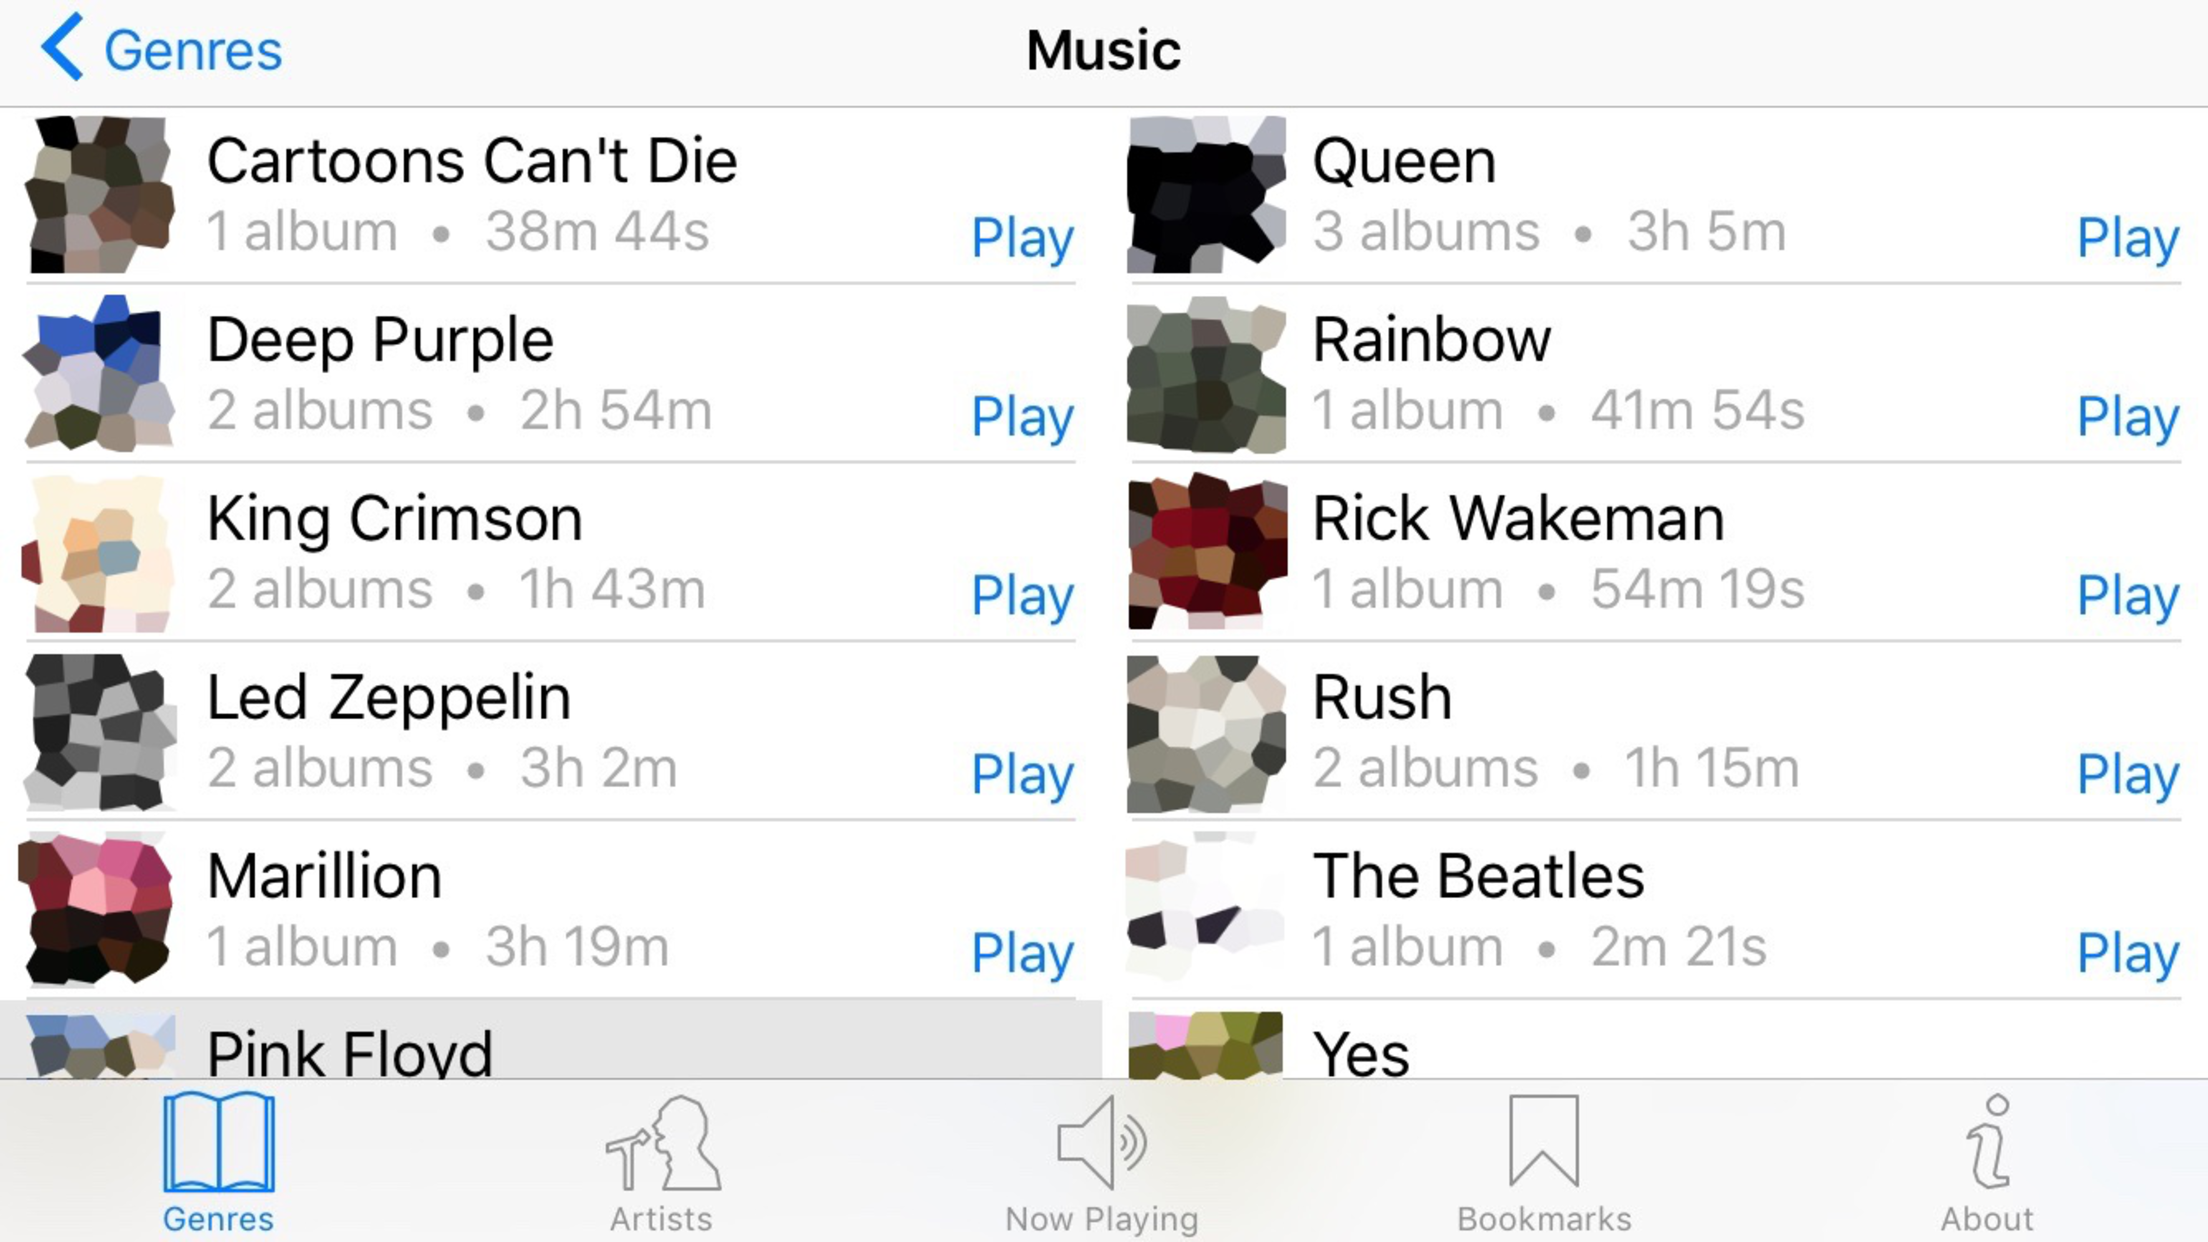 Genres
Music
Cartoons Can't Die
1 album • 38m 44s
Play
Deep Purple
2 albums • 2h 54m
Play
King Crimson
2 albums • 1h 43m
Play
Led Zeppelin
2 albums • 3h 2m
Play
Marillion
1 album • 3h 19m
Play
Pink Floyd
Queen
3 albums • 3h 5m
Play
Rainbow
1 album • 41m 54s
Play
Rick Wakeman
1 album • 54m 19s
Play
Rush
2 albums • 1h 15m
Play
The Beatles
1 album • 2m 21s
Play
Yes
Genres
Artists
Now Playing
Bookmarks
About